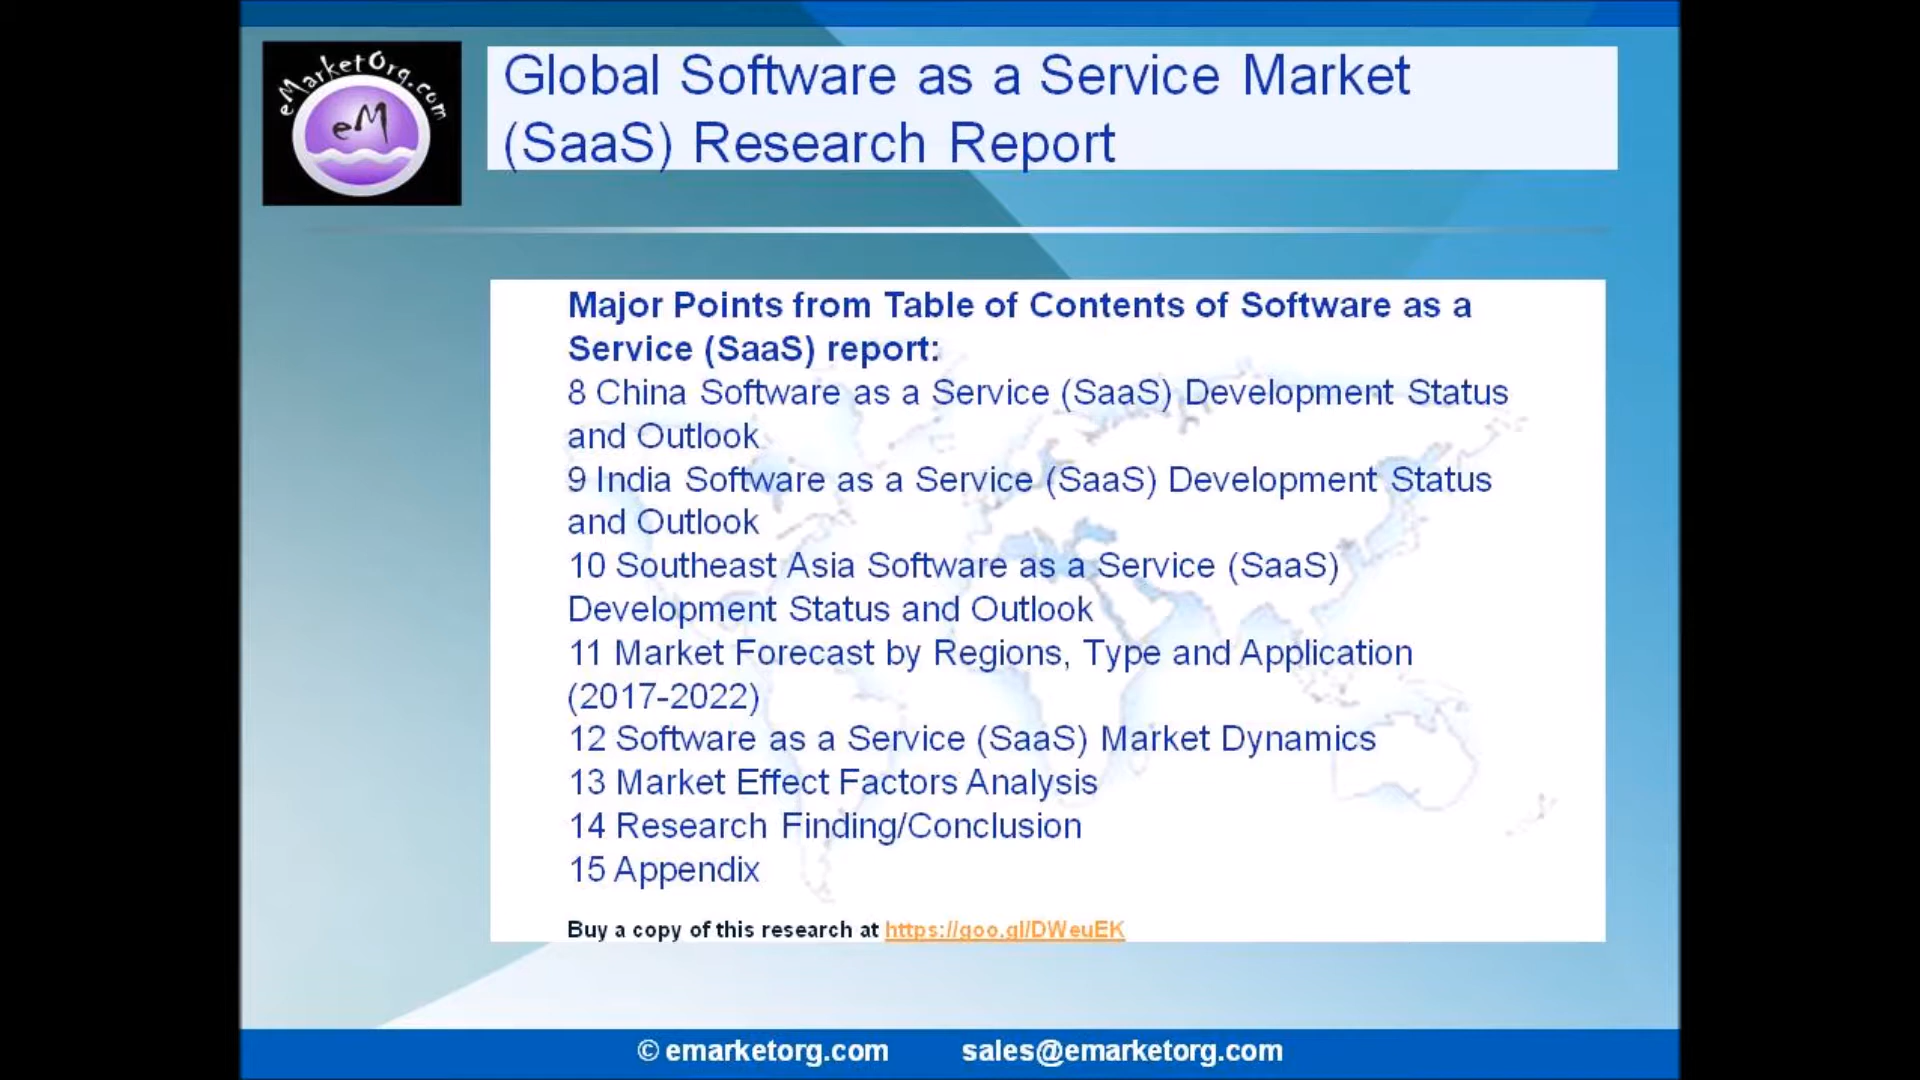 eMarketOrg.com
eM
Global Software as a Service Market
(SaaS) Research Report
Major Points from Table of Contents of Software as a
Service (SaaS) report:
8 China Software as a Service (SaaS) Development Status
and Outlook
9 India Software as a Service (SaaS) Development Status
and Outlook
10 Southeast Asia Software as a Service (SaaS)
Development Status and Outlook
11 Market Forecast by Regions, Type and Application
(2017-2022)
12 Software as a Service (SaaS) Market Dynamics
13 Market Effect Factors Analysis
14 Research Finding/Conclusion
15 Appendix
Buy a copy of this research at https://goo.gl/DWeuEK
© emarketorg.com sales@emarketorg.com